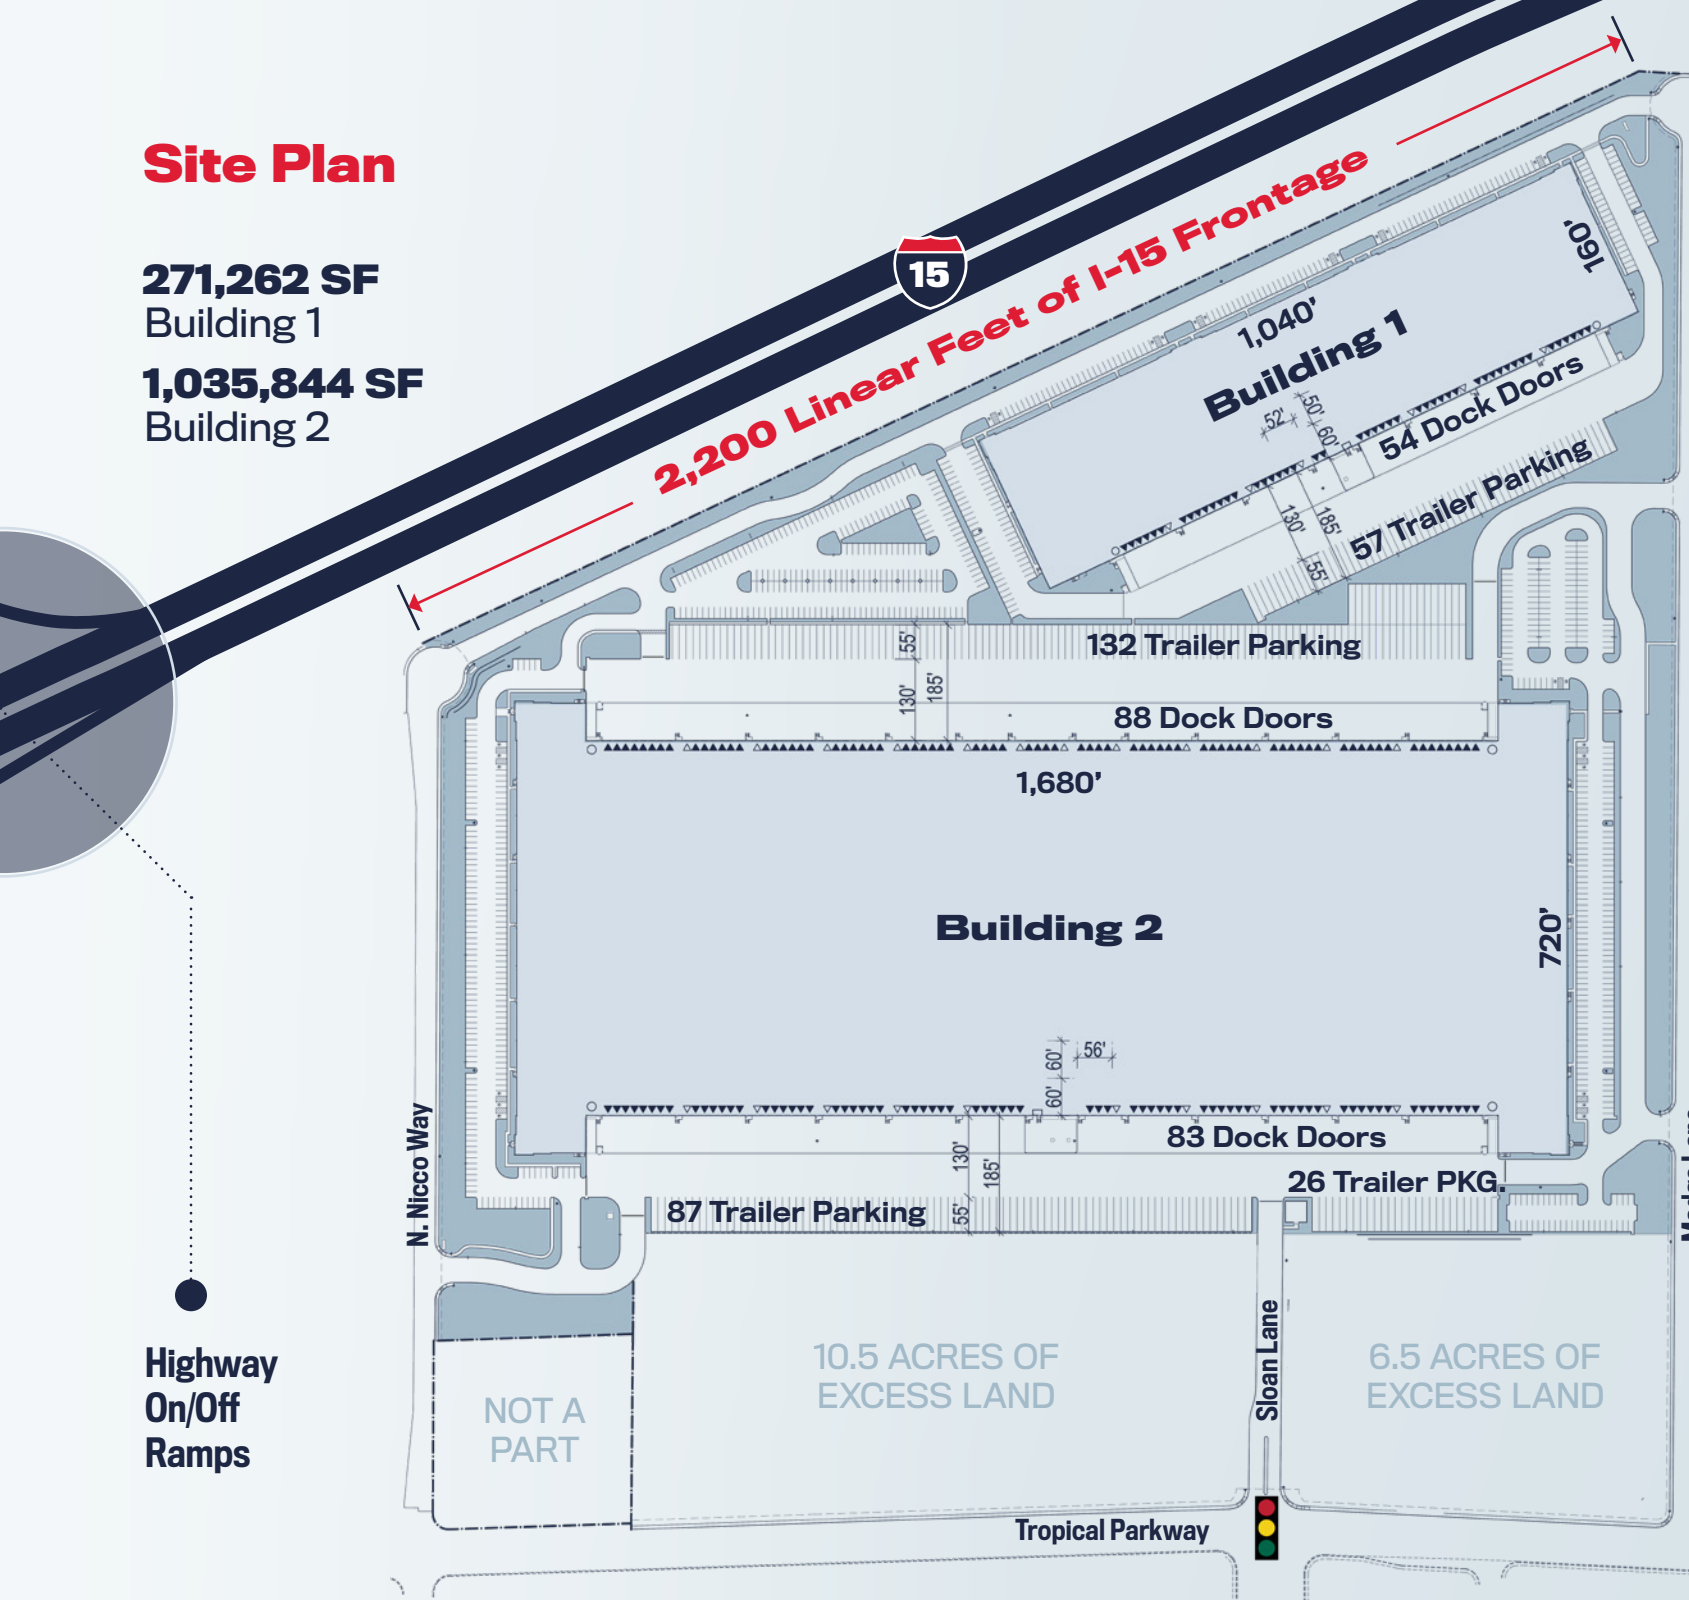 Site Plan
271,262 SF
Building 1
1,035,844 SF
Building 2
15
2,200 Linear Feet of I-15 Frontage
160'
1,040'
Building 1
52'
50'
60'
54 Dock Doors
130'
185'
55'
57 Trailer Parking
132 Trailer Parking
55'
130'
185'
88 Dock Doors
1,680'
Building 2
720'
60'
56'
60'
83 Dock Doors
130'
185'
55'
26 Trailer PKG.
87 Trailer Parking
N. Nicco Way
Highway
On/Off
Ramps
NOT A
PART
10.5 ACRES OF
EXCESS LAND
Sloan Lane
6.5 ACRES OF
EXCESS LAND
Tropical Parkway